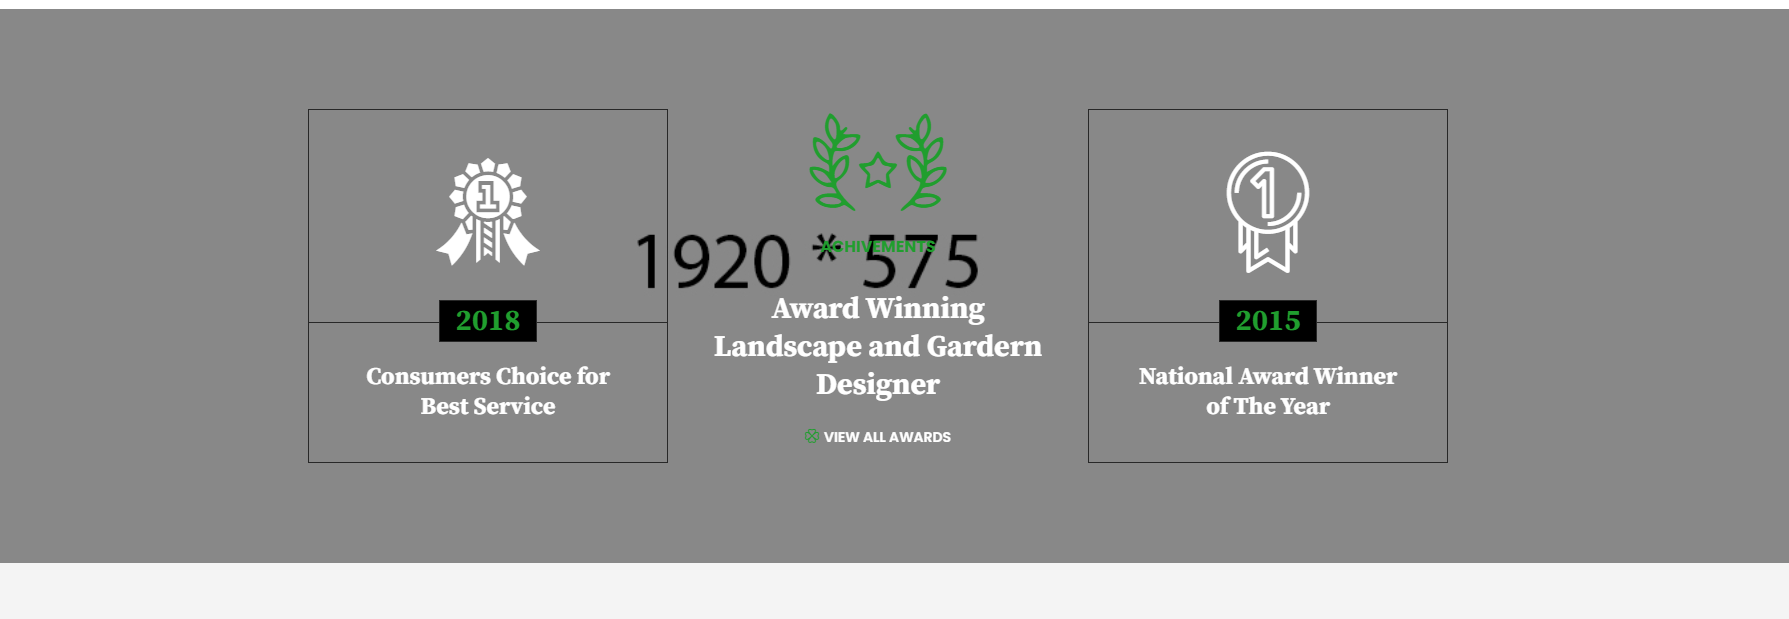 1
2018
Consumers Choice for
Best Service
1920 * 575
ACHIVEMENTS
Award Winning
Landscape and Gardern
Designer
VIEW ALL AWARDS
1
2015
National Award Winner
of The Year